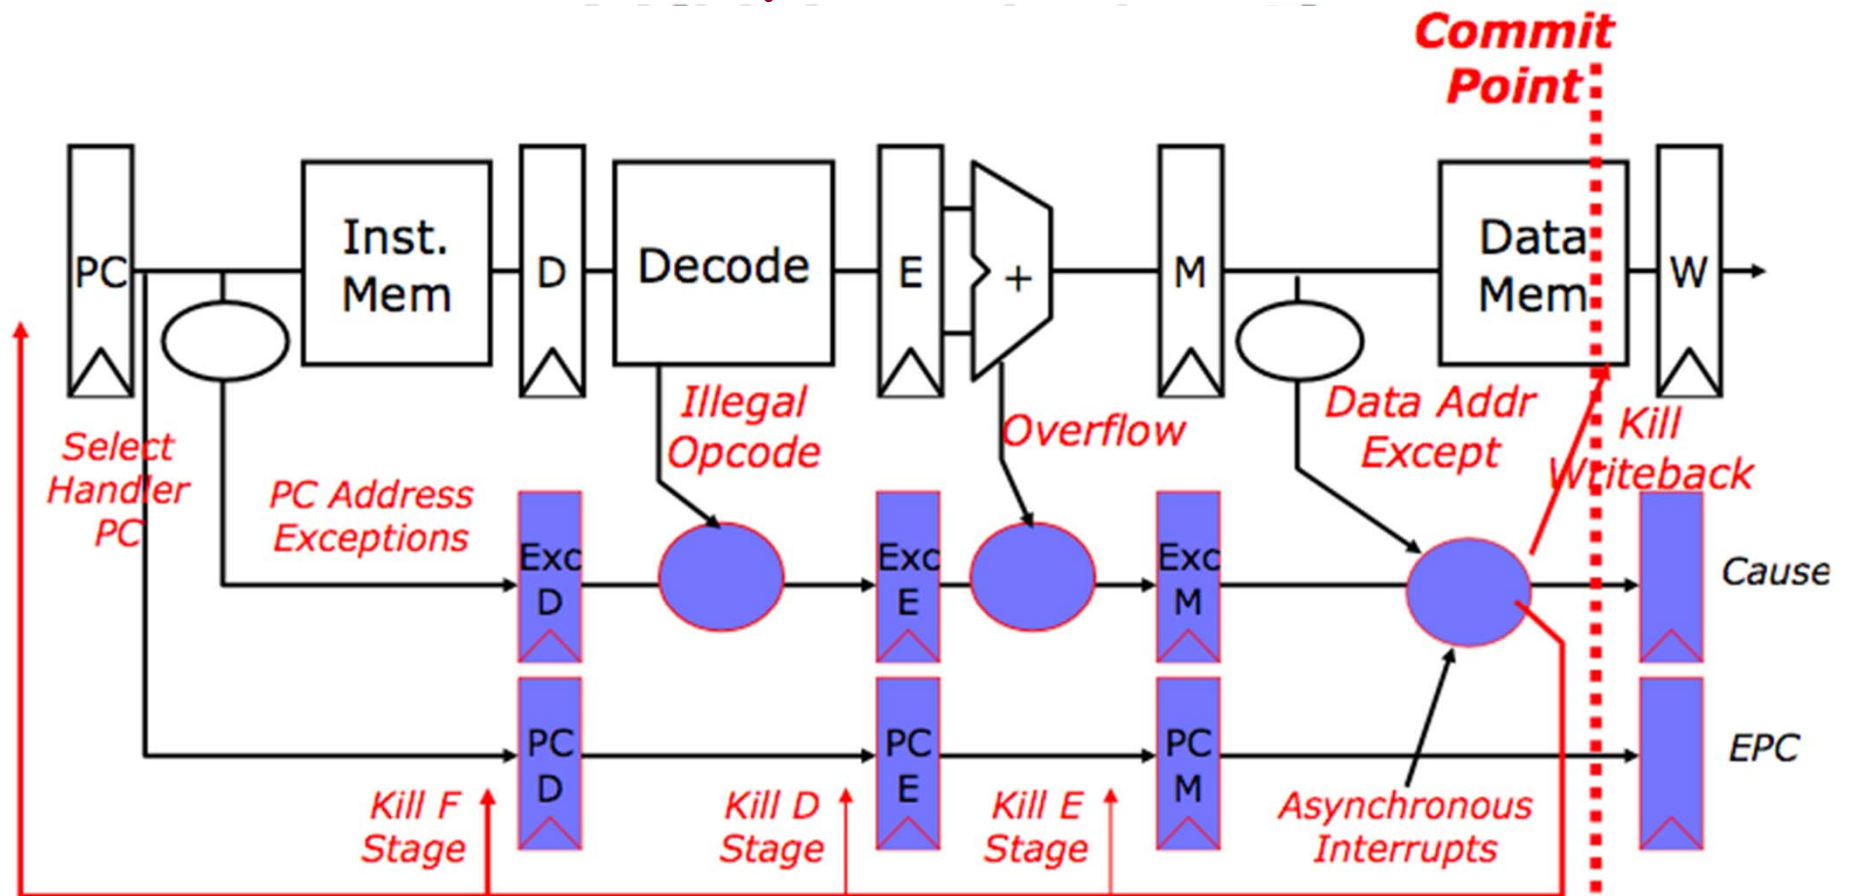 Commit
Point
PC
Inst.
Mem
D
Decode
E
+
M
Data
Mem
W
Select
Handler
PC
PC Address
Exceptions
Illegal
Opcode
Overflow
Data Addr
Except
Kill
Writeback
Exc
D
Exc
E
Exc
M
Cause
PC
D
PC
E
PC
M
EPC
Kill F
Stage
Kill D
Stage
Kill E
Stage
Asynchronous
Interrupts